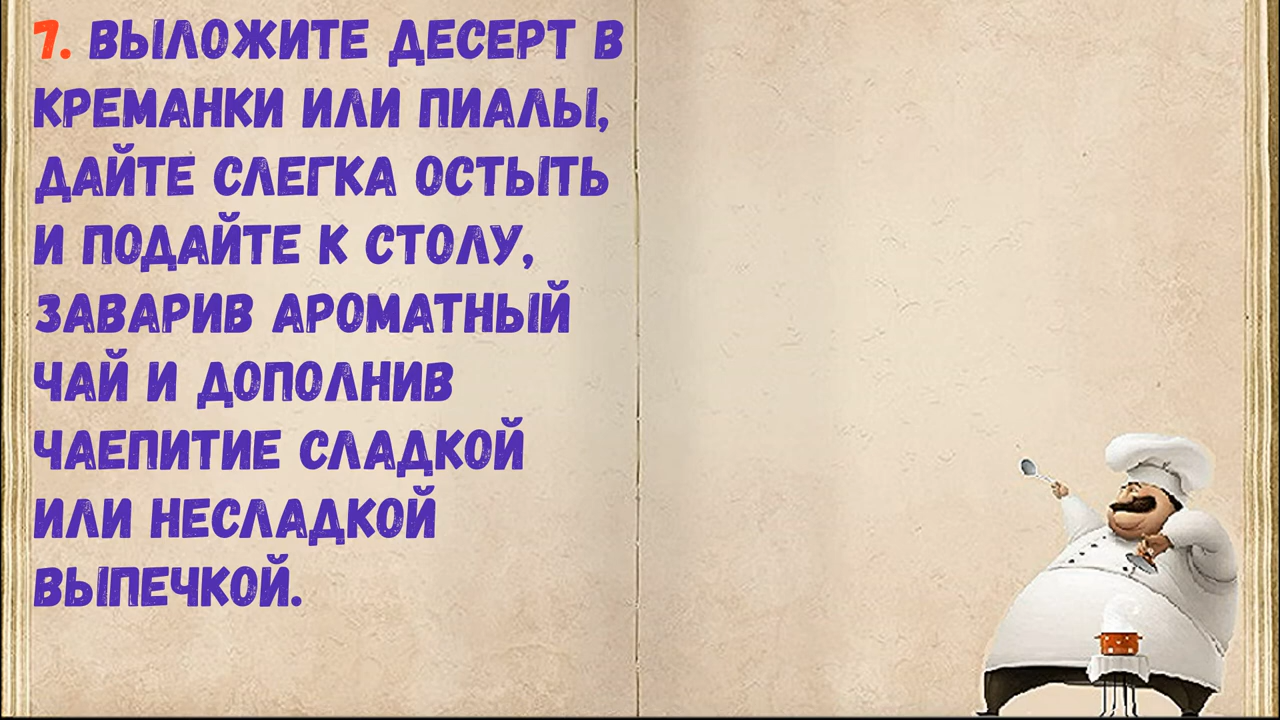 7. ВЫЛОЖИТЕ ДЕСЕРТ В
КРЕМАНКИ ИЛИ ПИАЛЫ,
ДАЙТЕ СЛЕГКА ОСТЫТЬ
И ПОДАЙТЕ К СТОЛУ,
ЗАВАРИВ АРОМАТНЫЙ
ЧАЙ И ДОПОЛНИВ
ЧАЕПИТИЕ СЛАДКОЙ
ИЛИ НЕСЛАДКОЙ
ВЫПЕЧКОЙ.